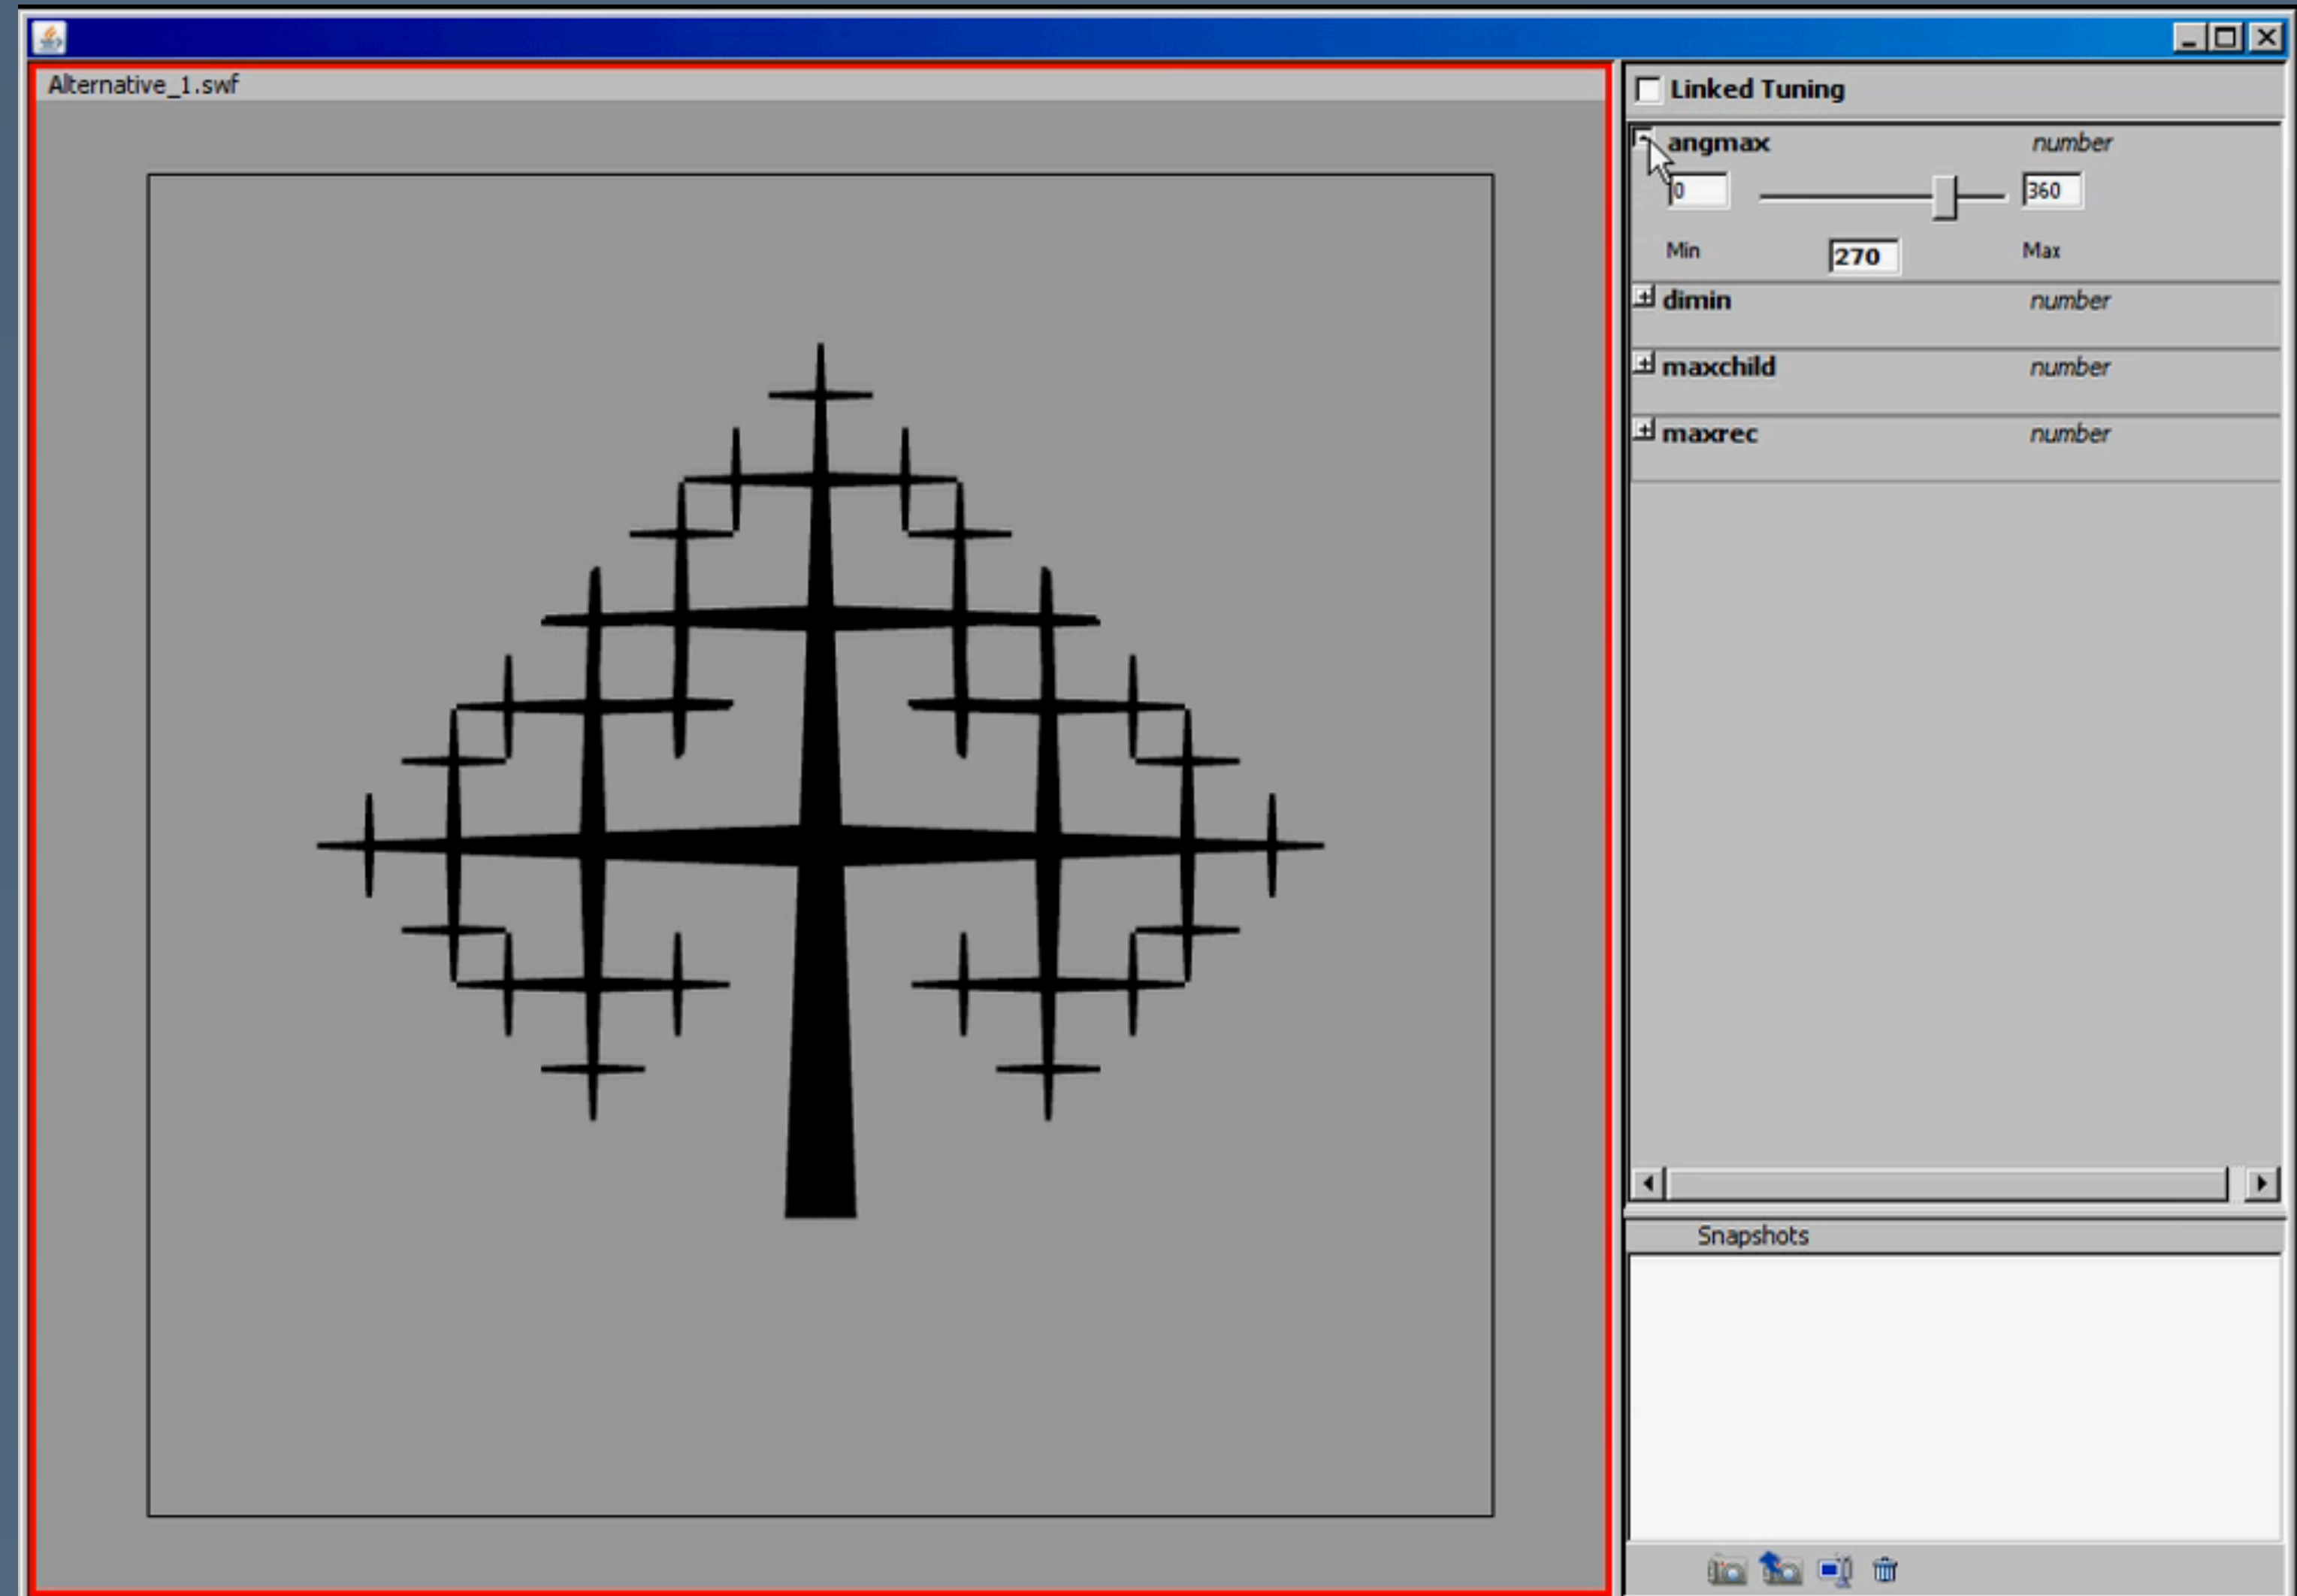 Alternative_1.swf
Linked Tuning
angmax number
0 360
Min 270 Max
dimin number
maxchild number
maxrec number
Snapshots